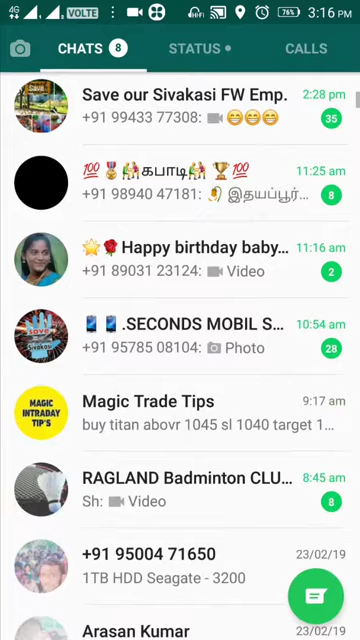 4G VOLTE 76% 3:16 PM
CHATS 8 STATUS CALLS
Save our Sivakasi FW Emp. 2:28 pm
+91 99433 77308: 😁😁😁 35
💯🎖🤼கபாடி🤼🏆💯 11:25 am
+91 98940 47181: இதயப்பூர்... 8
🌟🌹Happy birthday baby... 11:16 am
+91 89031 23124: Video 2
.SECONDS MOBIL S... 10:54 am
+91 95785 08104: Photo 28
Magic Trade Tips 9:17 am
buy titan abovr 1045 sl 1040 target 1...
MAGIC
INTRADAY
TIP'S
RAGLAND Badminton CLU... 8:45 am
Sh: Video 8
+91 95004 71650 23/02/19
1TB HDD Seagate - 3200
Arasan Kumar 23/02/19